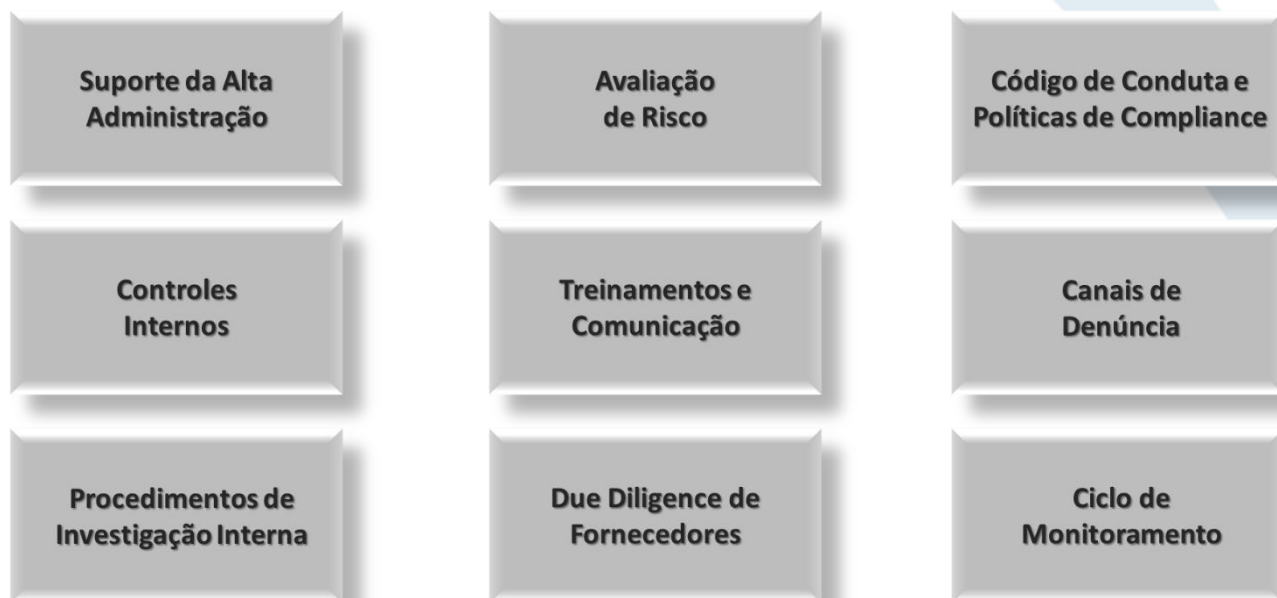 Suporte da Alta
Administração
Avaliação
de Risco
Código de Conduta e
Políticas de Compliance
Controles
Internos
Treinamentos e
Comunicação
Canais de
Denúncia
Procedimentos de
Investigação Interna
Due Diligence de
Fornecedores
Ciclo de
Monitoramento